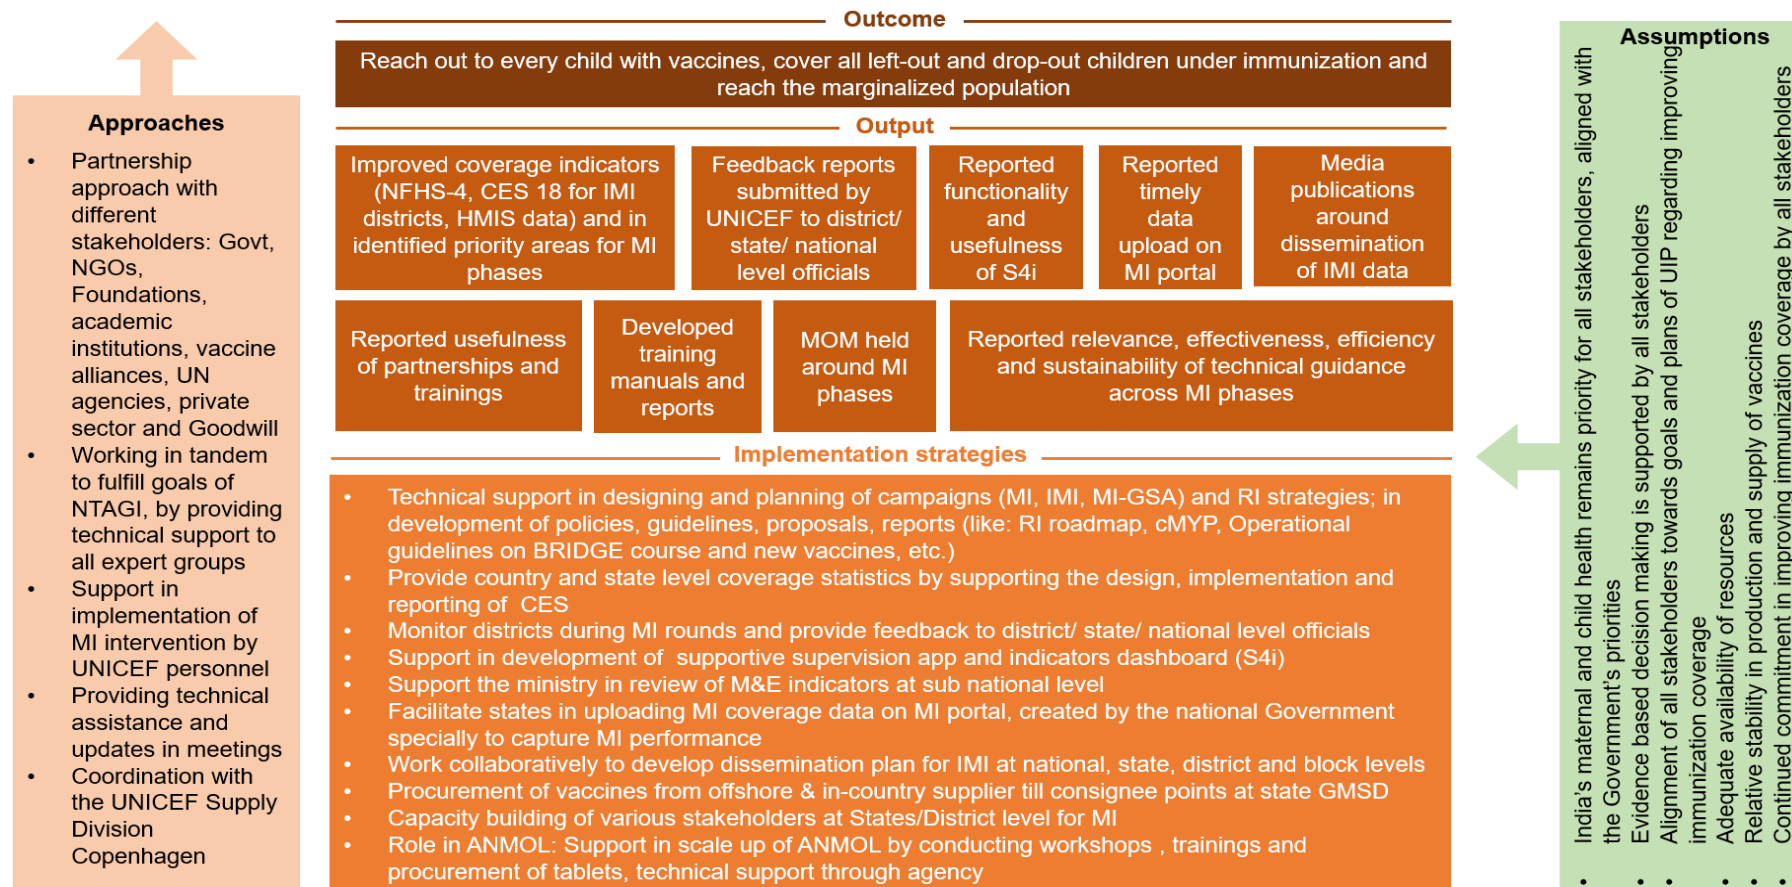 Approaches
• Partnership
approach with
different
stakeholders: Govt,
NGOs,
Foundations,
academic
institutions, vaccine
alliances, UN
agencies, private
sector and Goodwill
• Working in tandem
to fulfill goals of
NTAGI, by providing
technical support to
all expert groups
• Support in
implementation of
MI intervention by
UNICEF personnel
• Providing technical
assistance and
updates in meetings
• Coordination with
the UNICEF Supply
Division
Copenhagen
Outcome
Reach out to every child with vaccines, cover all left-out and drop-out children under immunization and
reach the marginalized population
Output
Improved coverage indicators
(NFHS-4, CES 18 for IMI
districts, HMIS data) and in
identified priority areas for MI
phases
Feedback reports
submitted by
UNICEF to district/
state/ national
level officials
Reported
functionality
and
usefulness
of S4i
Reported
timely
data
upload on
MI portal
Media
publications
around
dissemination
of IMI data
Reported usefulness
of partnerships and
trainings
Developed
training
manuals and
reports
MOM held
around MI
phases
Reported relevance, effectiveness, efficiency
and sustainability of technical guidance
across MI phases
Implementation strategies
• Technical support in designing and planning of campaigns (MI, IMI, MI-GSA) and RI strategies; in
development of policies, guidelines, proposals, reports (like: RI roadmap, cMYP, Operational
guidelines on BRIDGE course and new vaccines, etc.)
• Provide country and state level coverage statistics by supporting the design, implementation and
reporting of CES
• Monitor districts during MI rounds and provide feedback to district/ state/ national level officials
• Support in development of supportive supervision app and indicators dashboard (S4i)
• Support the ministry in review of M&E indicators at sub national level
• Facilitate states in uploading MI coverage data on MI portal, created by the national Government
specially to capture MI performance
• Work collaboratively to develop dissemination plan for IMI at national, state, district and block levels
• Procurement of vaccines from offshore & in-country supplier till consignee points at state GMSD
• Capacity building of various stakeholders at States/District level for MI
• Role in ANMOL: Support in scale up of ANMOL by conducting workshops , trainings and
procurement of tablets, technical support through agency
Assumptions
• India's maternal and child health remains priority for all stakeholders, aligned with
the Government's priorities
• Evidence based decision making is supported by all stakeholders
• Alignment of all stakeholders towards goals and plans of UIP regarding improving
immunization coverage
• Adequate availability of resources
• Relative stability in production and supply of vaccines
• Continued commitment in improving immunization coverage by all stakeholders